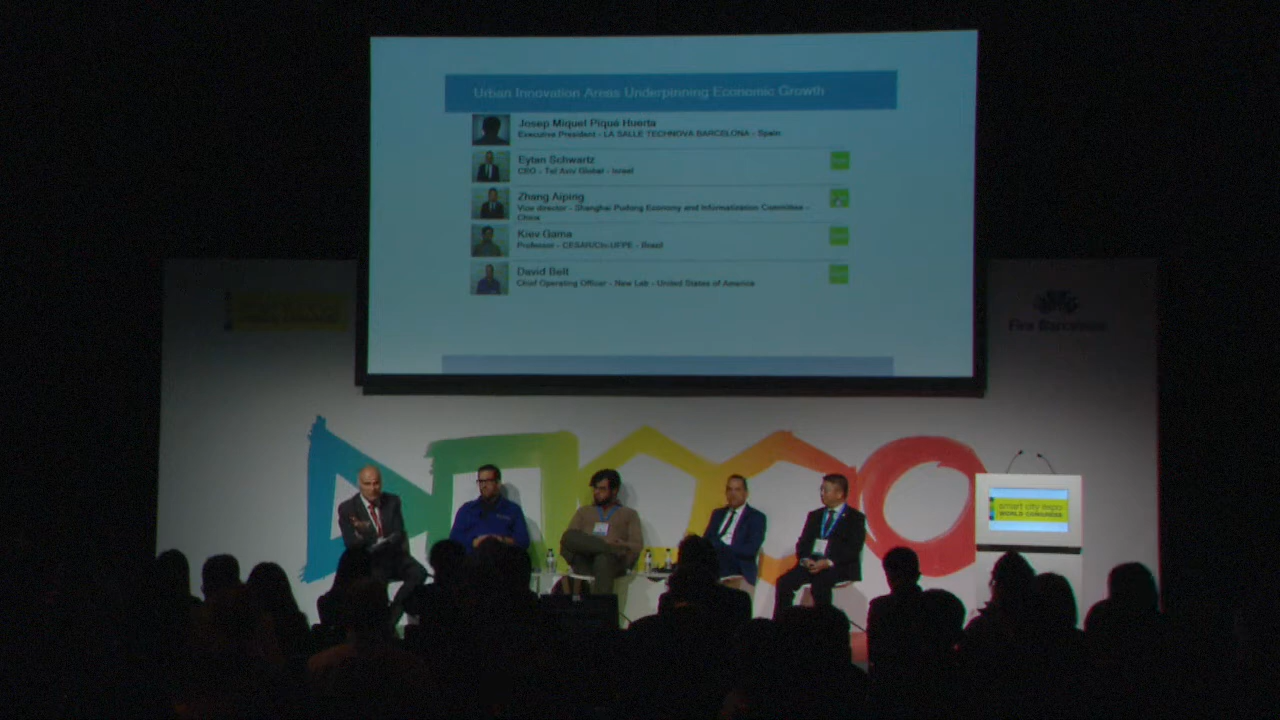 Urban Innovation Areas Underpinning Economic Growth
Josep Miquel Piqué Huerta
Executive President - LA SALLE TECHNOVA BARCELONA - Spain
Eytan Schwartz
CEO - Tel Aviv Global - Israel
Zhang Aiping
Vice director - Shanghai Pudong Economy and Informatization Committee -
China
Kiev Gama
Professor - CESAR/CIn-UFPE - Brazil
David Belt
Chief Operating Officer - New Lab - United States of America
Fira Barcelona
smart city expo
WORLD CONGRESS